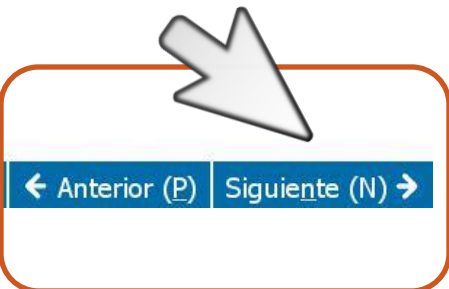 ← Anterior (P) Siguiente (N) →